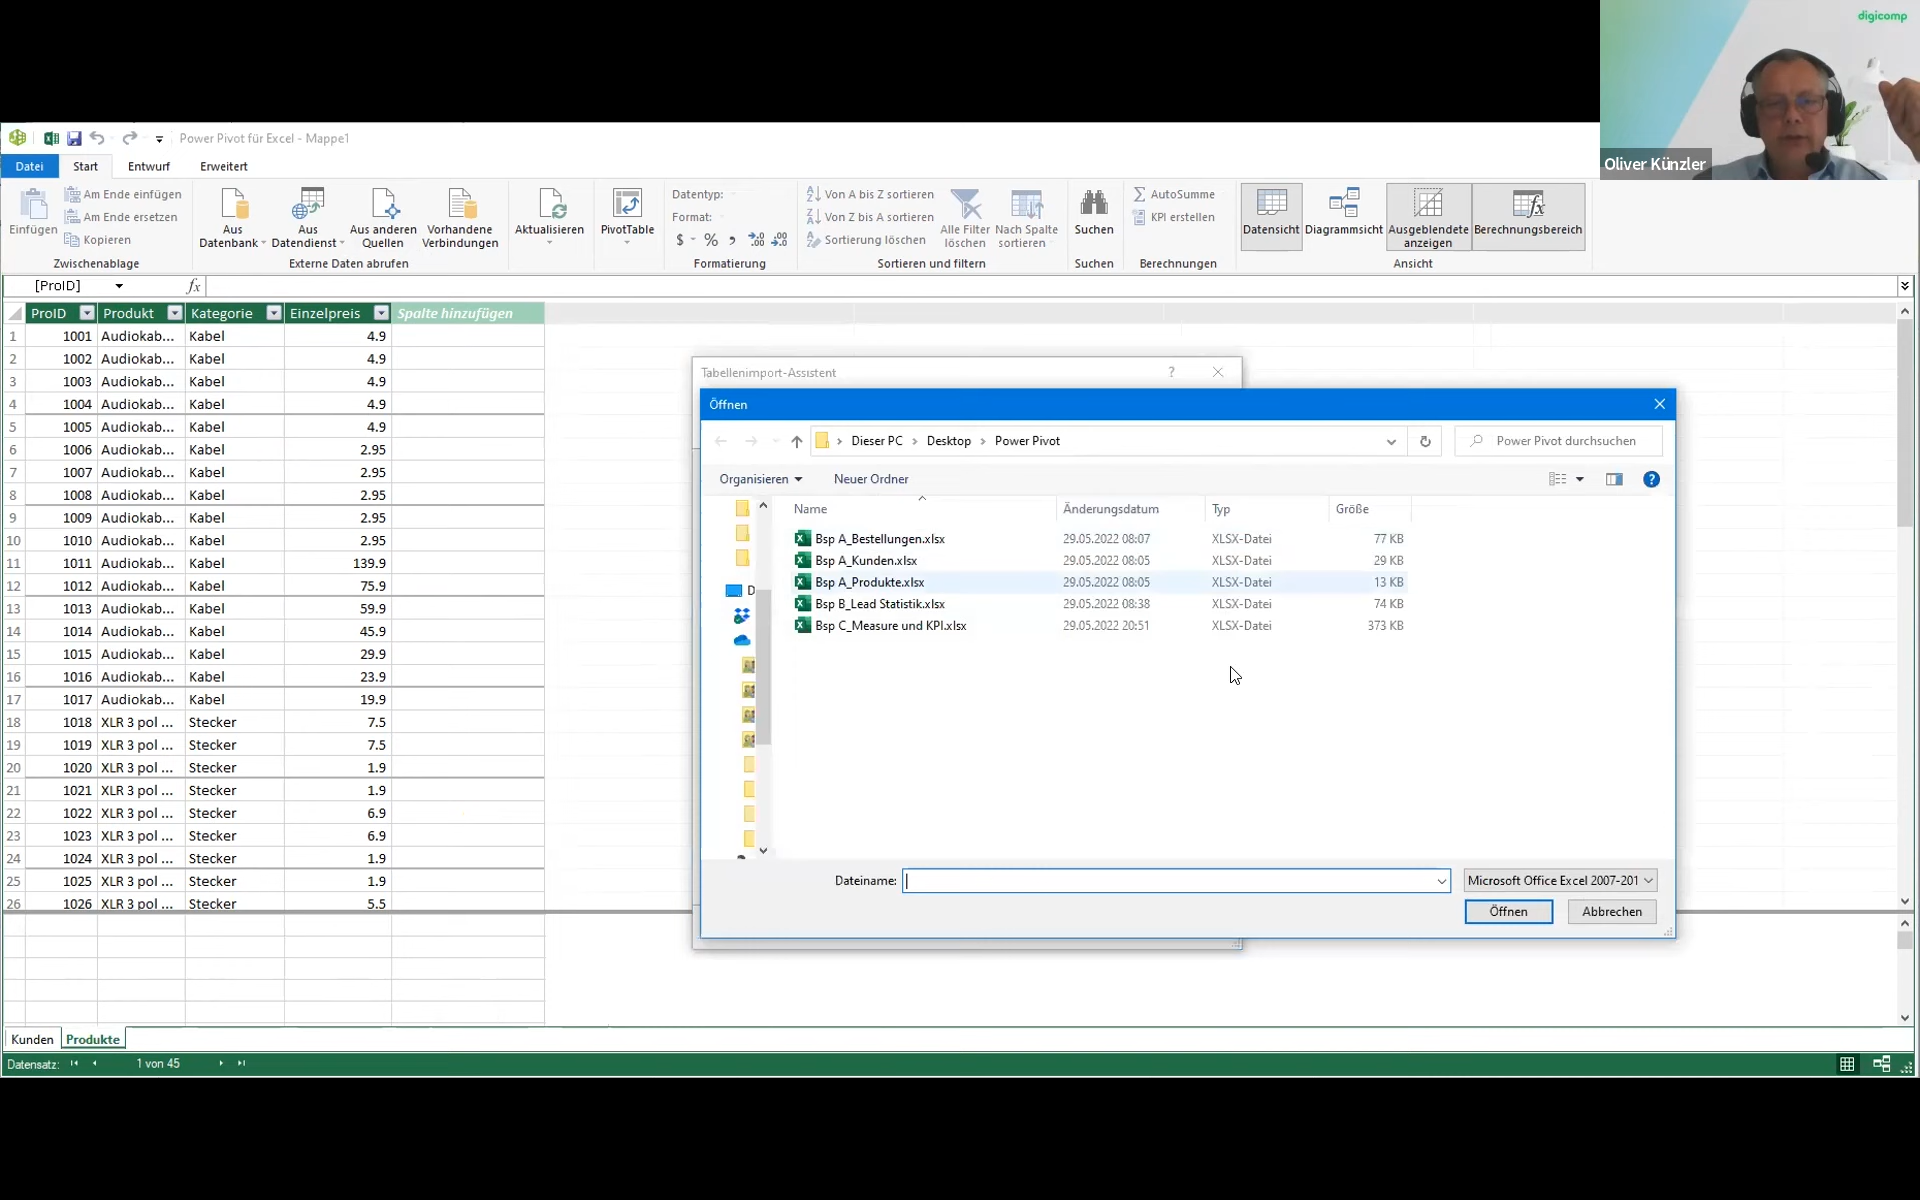 digicomp
Oliver Künzler
Power Pivot für Excel - Mappe1
Datei Start Entwurf Erweitert
Einfügen
Am Ende einfügen
Am Ende ersetzen
Kopieren
Zwischenablage
Aus Datenbank
Aus Datendienst
Aus anderen Quellen
Vorhandene Verbindungen
Externe Daten abrufen
Aktualisieren
PivotTable
Datentyp:
Format:
$ % ,
Formatierung
Von A bis Z sortieren
Von Z bis A sortieren
Sortierung löschen
Alle Filter löschen
Nach Spalte sortieren
Sortieren und filtern
Suchen
Suchen
AutoSumme
KPI erstellen
Berechnungen
Datensicht
Diagrammsicht
Ausgeblendete anzeigen
Berechnungsbereich
Ansicht
[ProID] fx
ProID Produkt Kategorie Einzelpreis Spalte hinzufügen
1 1001 Audiokab... Kabel 4.9
2 1002 Audiokab... Kabel 4.9
3 1003 Audiokab... Kabel 4.9
4 1004 Audiokab... Kabel 4.9
5 1005 Audiokab... Kabel 4.9
6 1006 Audiokab... Kabel 2.95
7 1007 Audiokab... Kabel 2.95
8 1008 Audiokab... Kabel 2.95
9 1009 Audiokab... Kabel 2.95
10 1010 Audiokab... Kabel 2.95
11 1011 Audiokab... Kabel 139.9
12 1012 Audiokab... Kabel 75.9
13 1013 Audiokab... Kabel 59.9
14 1014 Audiokab... Kabel 45.9
15 1015 Audiokab... Kabel 29.9
16 1016 Audiokab... Kabel 23.9
17 1017 Audiokab... Kabel 19.9
18 1018 XLR 3 pol ... Stecker 7.5
19 1019 XLR 3 pol ... Stecker 7.5
20 1020 XLR 3 pol ... Stecker 1.9
21 1021 XLR 3 pol ... Stecker 1.9
22 1022 XLR 3 pol ... Stecker 6.9
23 1023 XLR 3 pol ... Stecker 6.9
24 1024 XLR 3 pol ... Stecker 1.9
25 1025 XLR 3 pol ... Stecker 1.9
26 1026 XLR 3 pol ... Stecker 5.5
Tabellenimport-Assistent ?
Öffnen
Dieser PC › Desktop › Power Pivot
Power Pivot durchsuchen
Organisieren Neuer Ordner ?
Name Änderungsdatum Typ Größe
Bsp A_Bestellungen.xlsx 29.05.2022 08:07 XLSX-Datei 77 KB
Bsp A_Kunden.xlsx 29.05.2022 08:05 XLSX-Datei 29 KB
Bsp A_Produkte.xlsx 29.05.2022 08:05 XLSX-Datei 13 KB
Bsp B_Lead Statistik.xlsx 29.05.2022 08:38 XLSX-Datei 74 KB
Bsp C_Measure und KPI.xlsx 29.05.2022 20:51 XLSX-Datei 373 KB
D
Dateiname: Microsoft Office Excel 2007-201
Öffnen Abbrechen
Kunden Produkte
Datensatz: 1 von 45